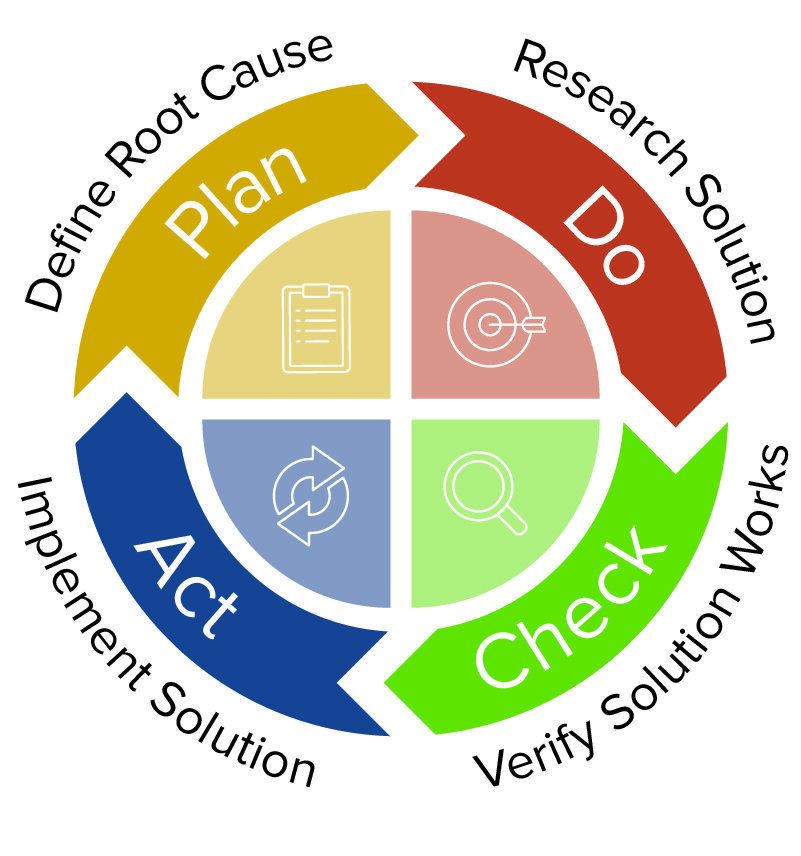 Define Root Cause
Plan
Research Solution
Do
Verify Solution Works
Check
Implement Solution
Act